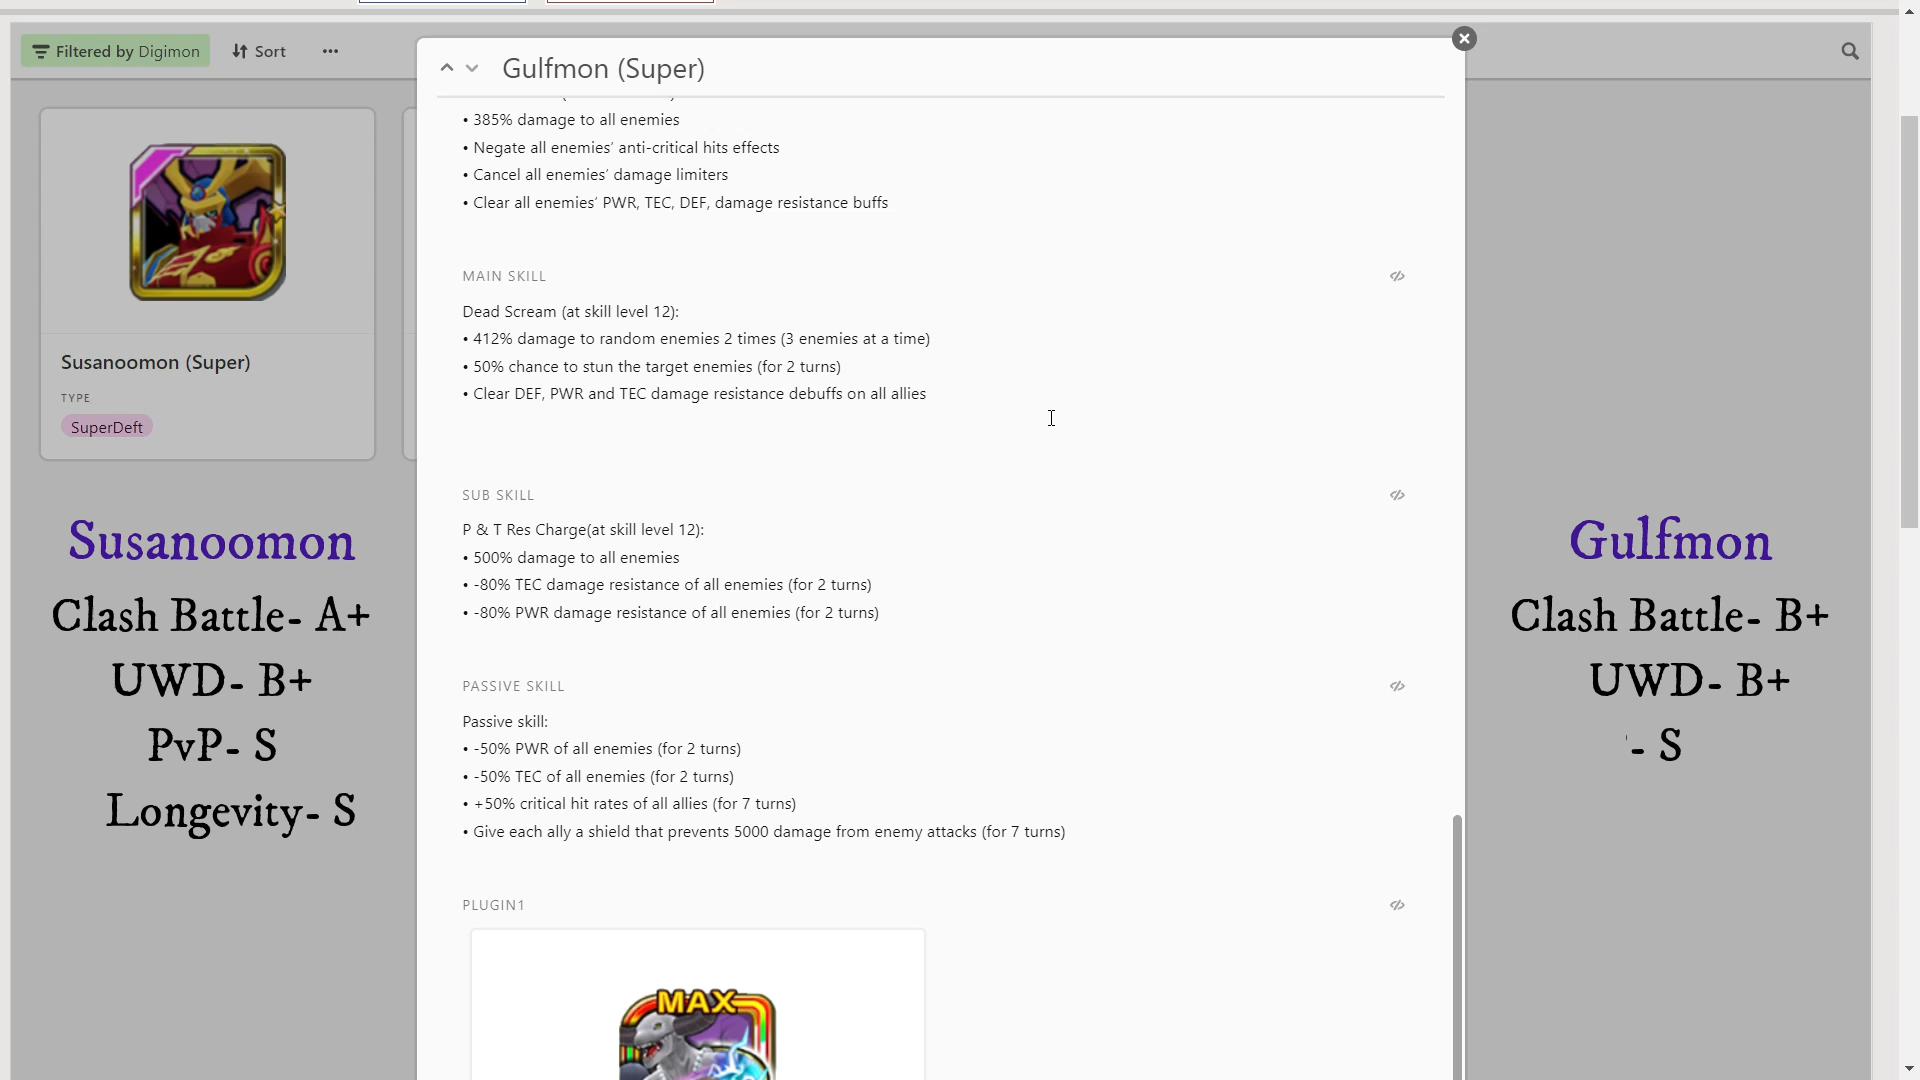 Filtered by Digimon
Sort
Gulfmon (Super)
• 385% damage to all enemies
• Negate all enemies’ anti-critical hits effects
• Cancel all enemies’ damage limiters
• Clear all enemies’ PWR, TEC, DEF, damage resistance buffs
MAIN SKILL
Dead Scream (at skill level 12):
• 412% damage to random enemies 2 times (3 enemies at a time)
• 50% chance to stun the target enemies (for 2 turns)
• Clear DEF, PWR and TEC damage resistance debuffs on all allies
SUB SKILL
P & T Res Charge(at skill level 12):
• 500% damage to all enemies
• -80% TEC damage resistance of all enemies (for 2 turns)
• -80% PWR damage resistance of all enemies (for 2 turns)
PASSIVE SKILL
Passive skill:
• -50% PWR of all enemies (for 2 turns)
• -50% TEC of all enemies (for 2 turns)
• +50% critical hit rates of all allies (for 7 turns)
• Give each ally a shield that prevents 5000 damage from enemy attacks (for 7 turns)
PLUGIN1
MAX
Susanoomon (Super)
TYPE
SuperDeft
Susanoomon
Clash Battle- A+
UWD- B+
PvP- S
Longevity- S
Gulfmon
Clash Battle- B+
UWD- B+
- S